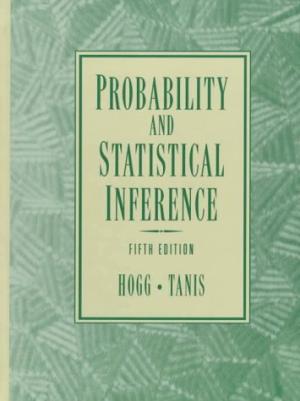 PROBABILITY
AND
STATISTICAL
INFERENCE
FIFTH EDITION
HOGG • TANIS